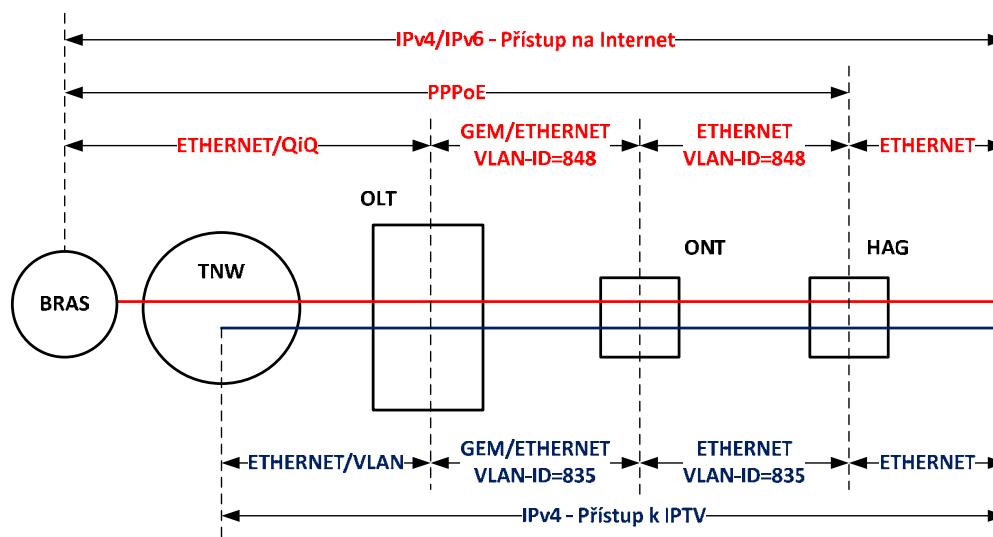 IPv4/IPv6 - Přístup na Internet
PPPoE
ETHERNET/QiQ
GEM/ETHERNET
VLAN-ID=848
ETHERNET
VLAN-ID=848
ETHERNET
OLT
ONT
HAG
TNW
BRAS
ETHERNET/VLAN
GEM/ETHERNET
VLAN-ID=835
ETHERNET
VLAN-ID=835
ETHERNET
IPv4 - Přístup k IPTV